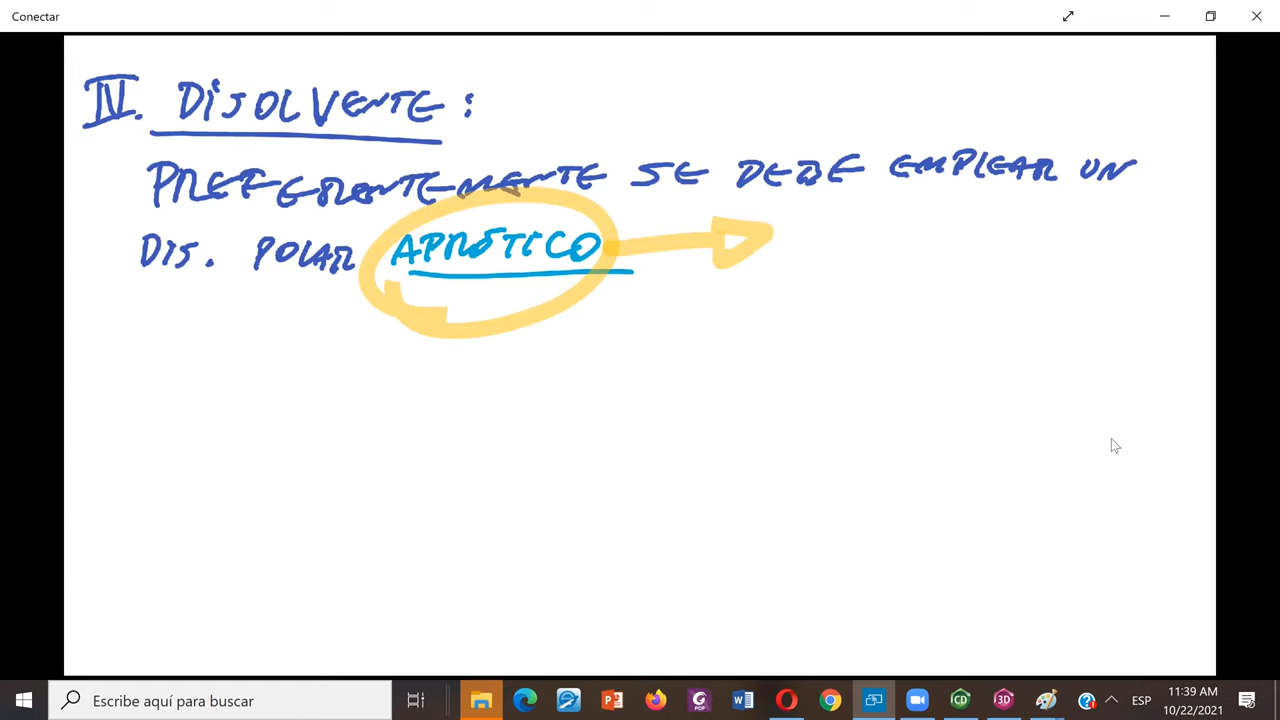 Conectar
IV. DISOLVENTE:
PREFERENTEMENTE SE DEBE EMPLEAR UN
DIS. POLAR APRÓTICO
Escribe aquí para buscar
ESP
11:39 AM
10/22/2021